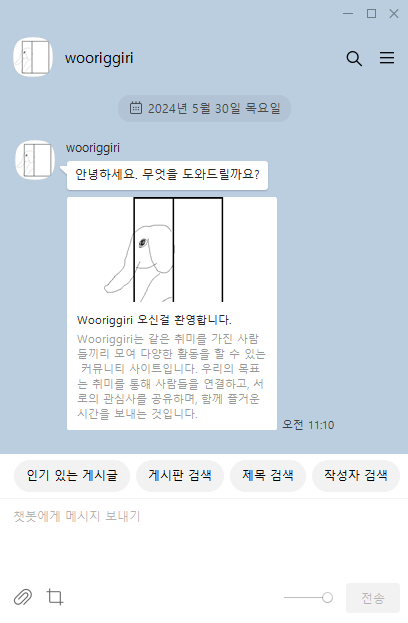 wooriggiri
2024년 5월 30일 목요일
wooriggiri
안녕하세요. 무엇을 도와드릴까요?
Wooriggiri 오신걸 환영합니다.
Wooriggiri는 같은 취미를 가진 사람
들끼리 모여 다양한 활동을 할 수 있는
커뮤니티 사이트입니다. 우리의 목표
는 취미를 통해 사람들을 연결하고, 서
로의 관심사를 공유하며, 함께 즐거운
시간을 보내는 것입니다.
오전 11:10
인기 있는 게시글 게시판 검색 제목 검색 작성자 검색
챗봇에게 메시지 보내기
전송